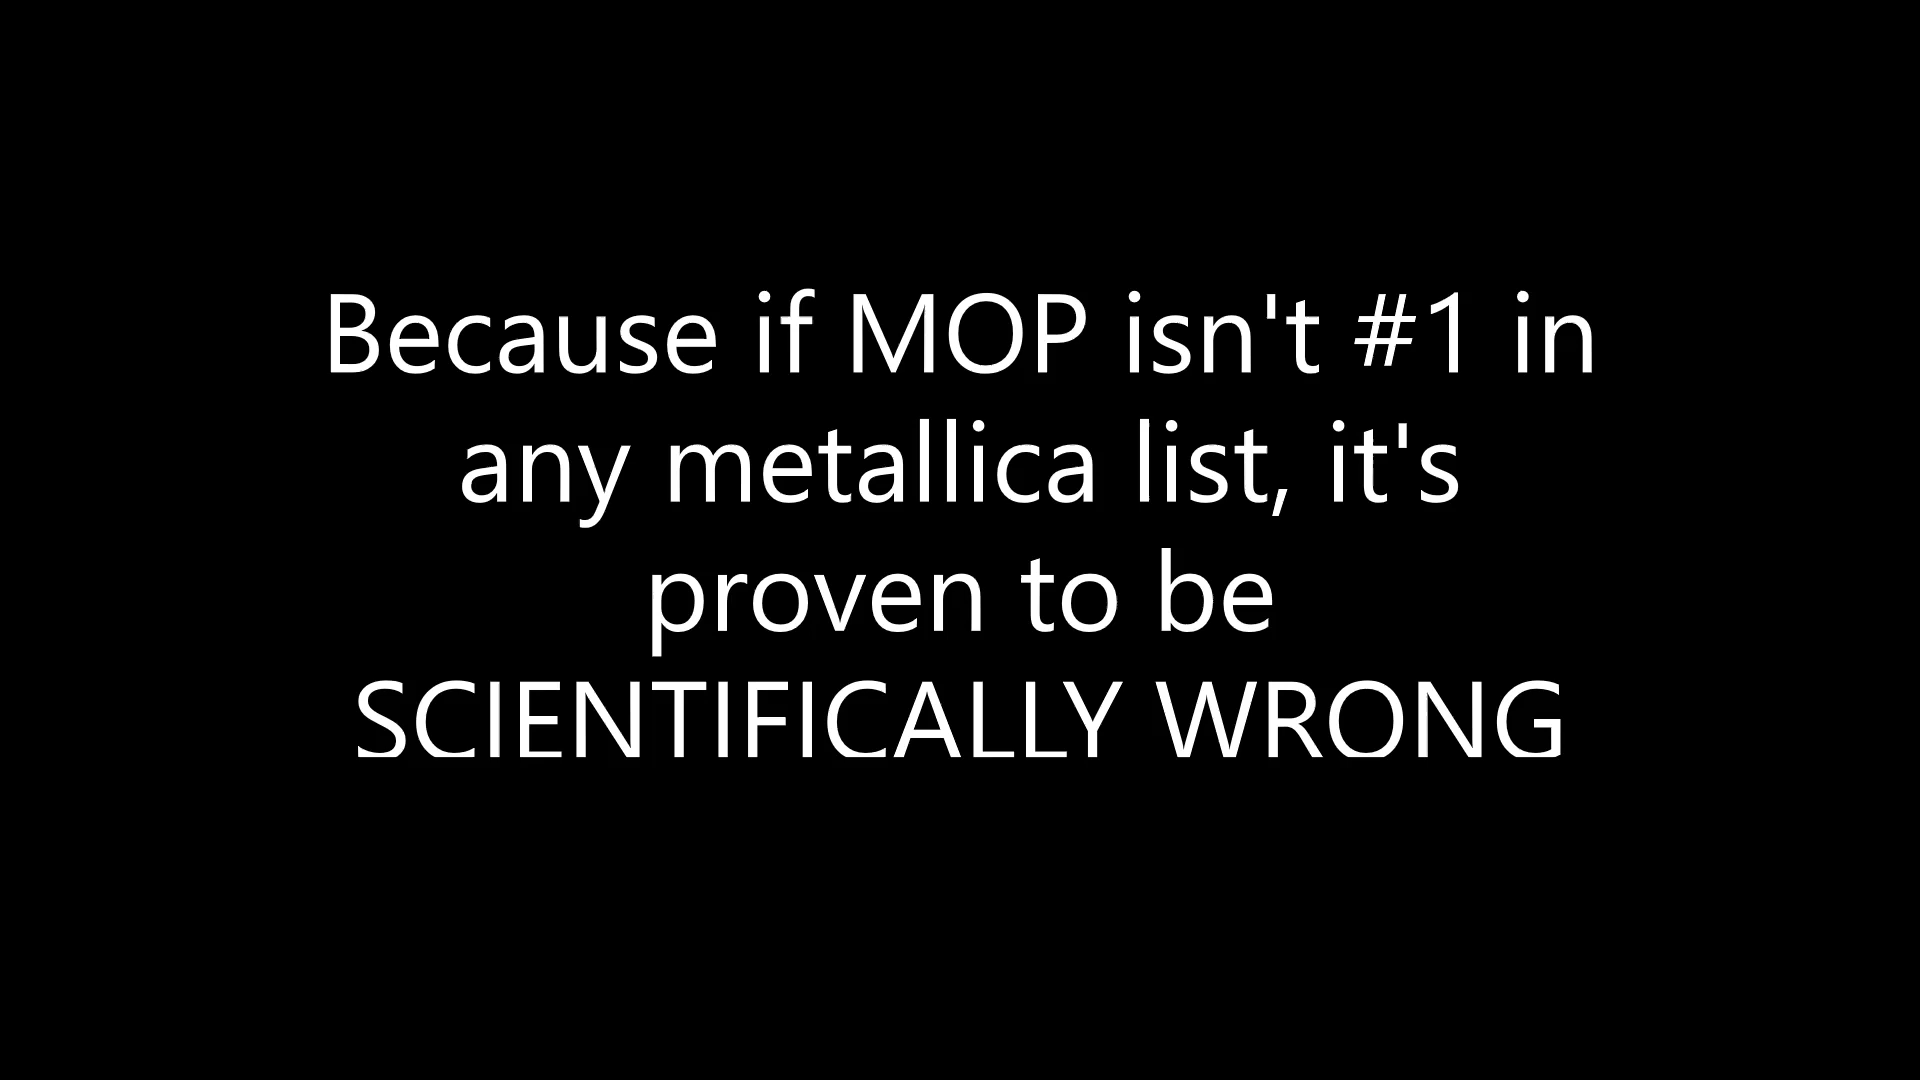 Because if MOP isn't #1 in
any metallica list, it's
proven to be
SCIENTIFICALLY WRONG